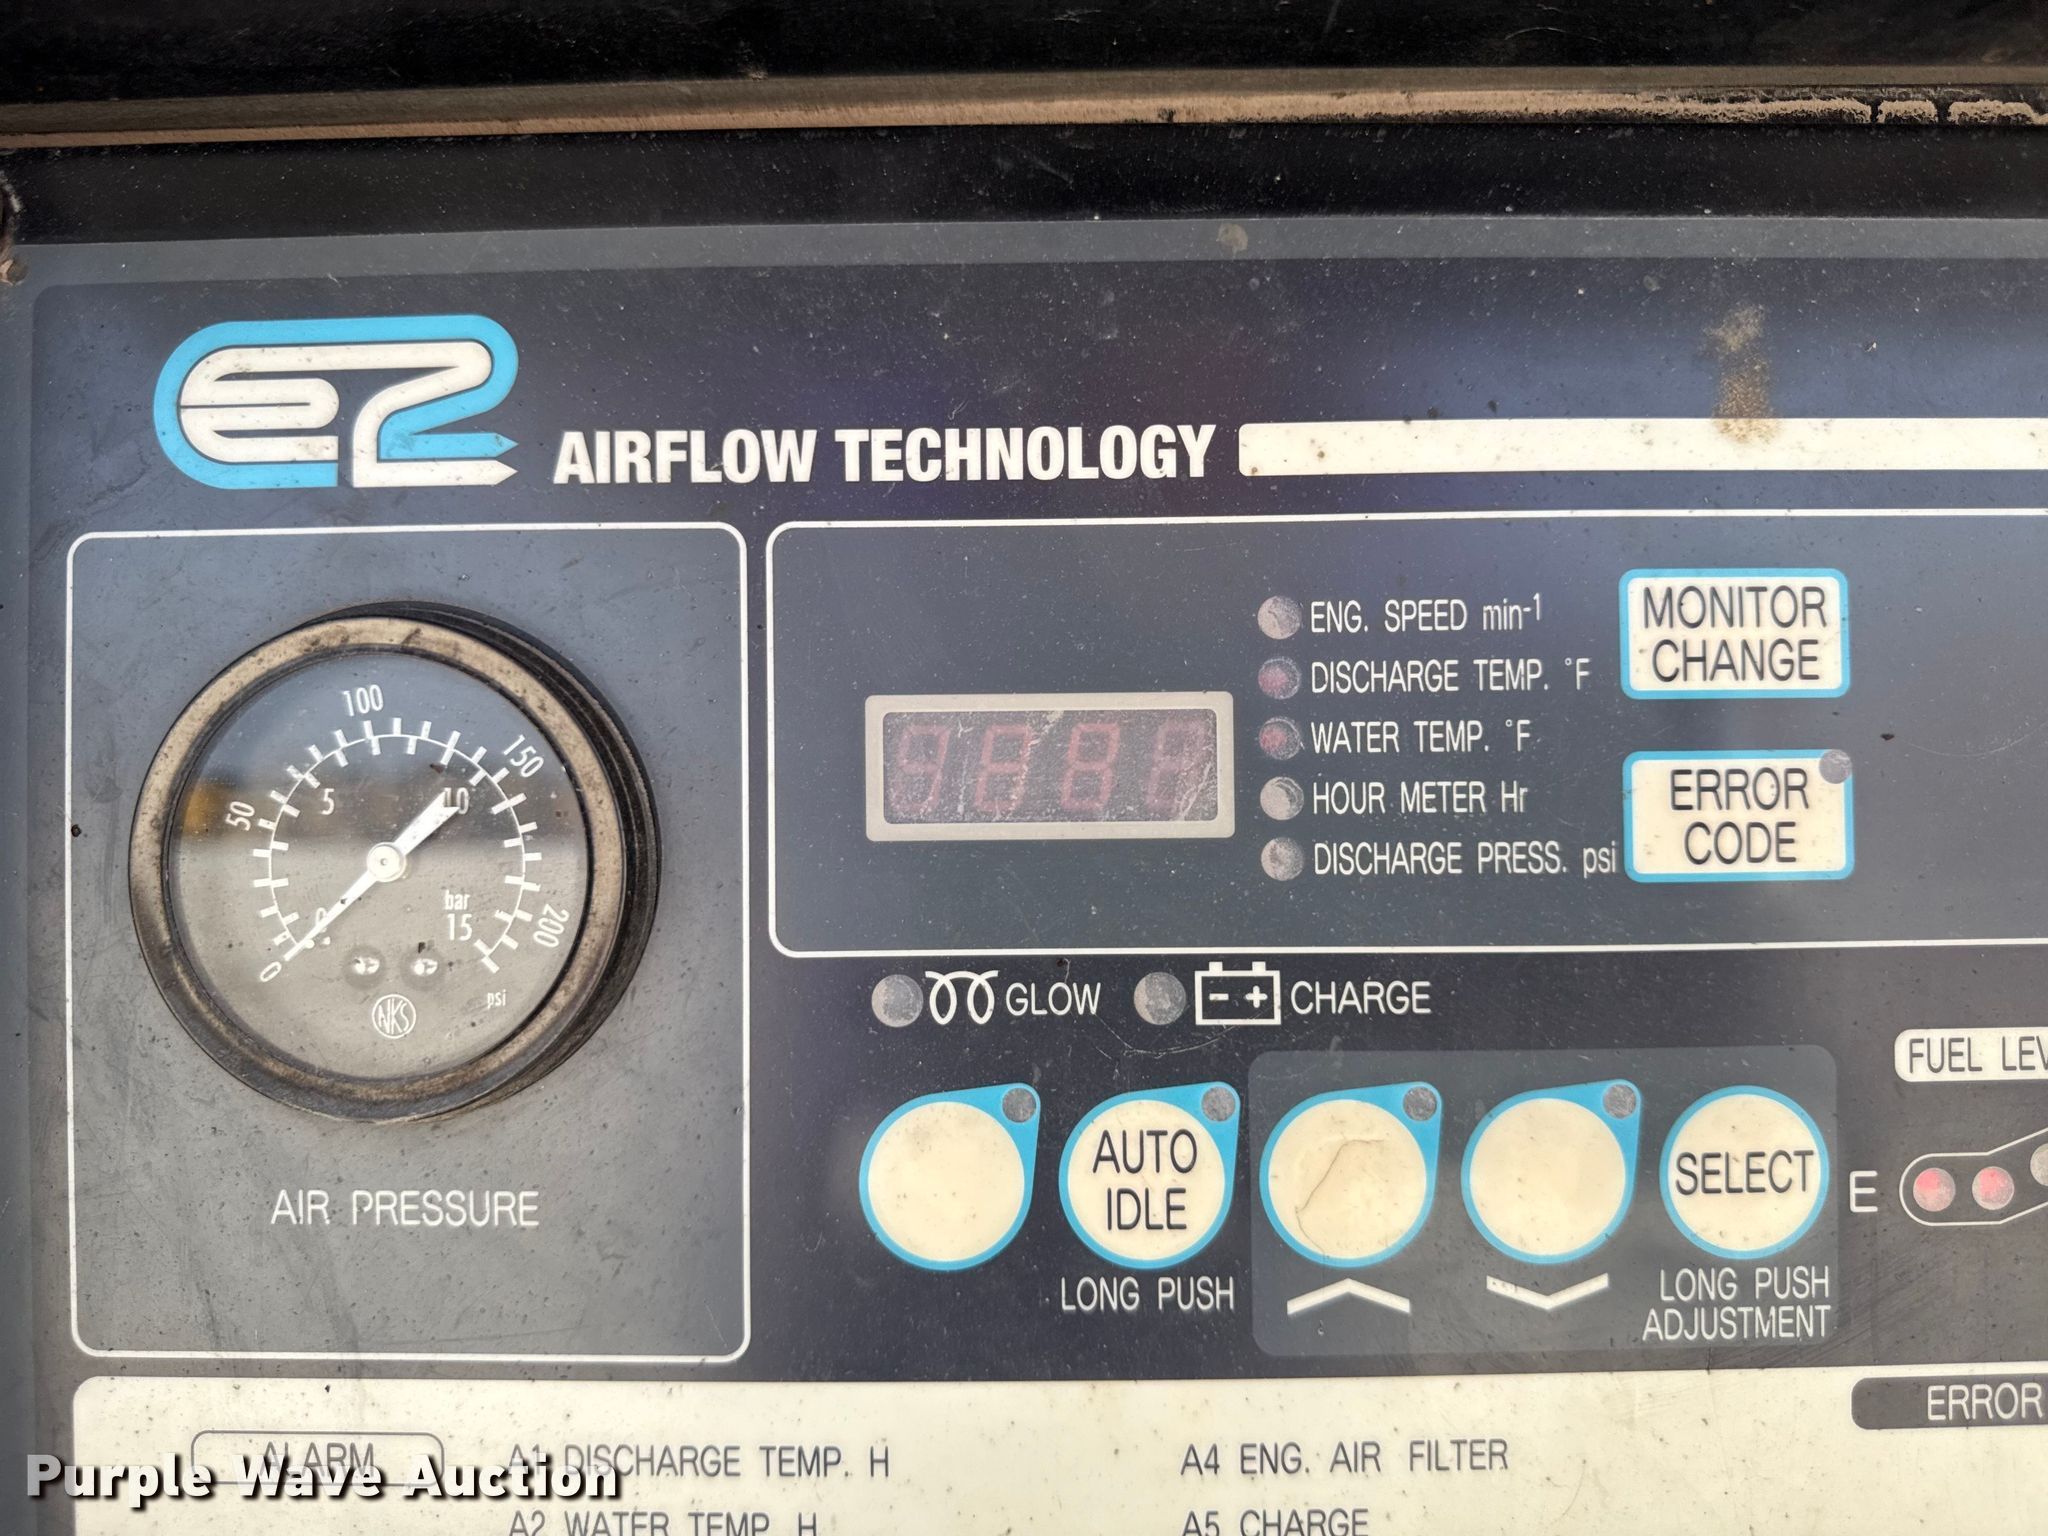 E2 AIRFLOW TECHNOLOGY
0
50
100
150
200
psi
0
5
10
15
bar
NKS
AIR PRESSURE
ENG. SPEED min-1
DISCHARGE TEMP. °F
WATER TEMP. °F
HOUR METER Hr
DISCHARGE PRESS. psi
MONITOR
CHANGE
ERROR
CODE
GLOW
- +
CHARGE
AUTO
IDLE
LONG PUSH
SELECT
LONG PUSH
ADJUSTMENT
FUEL LEV
E
ERROR
ALARM
A1 DISCHARGE TEMP. H
A2 WATER TEMP. H
A4 ENG. AIR FILTER
A5 CHARGE
Purple Wave Auction